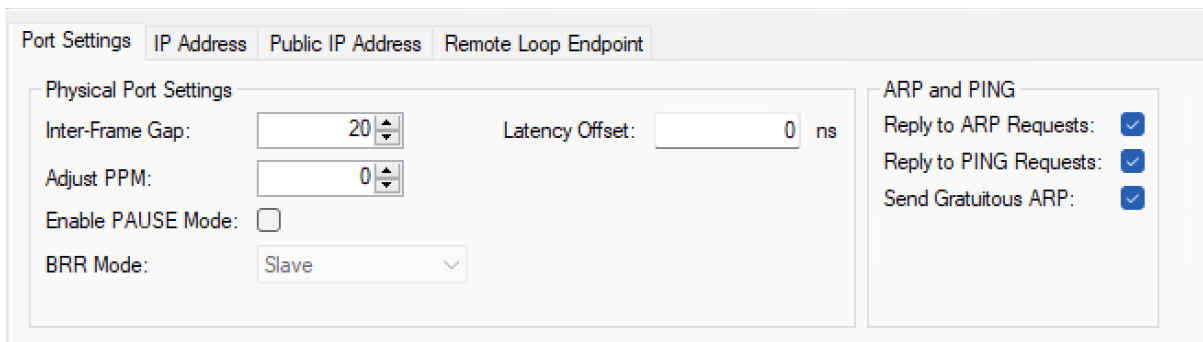 Port Settings IP Address Public IP Address Remote Loop Endpoint
Physical Port Settings
Inter-Frame Gap: 20 Latency Offset: 0 ns
Adjust PPM: 0
Enable PAUSE Mode:
BRR Mode: Slave
ARP and PING
Reply to ARP Requests:
Reply to PING Requests:
Send Gratuitous ARP: